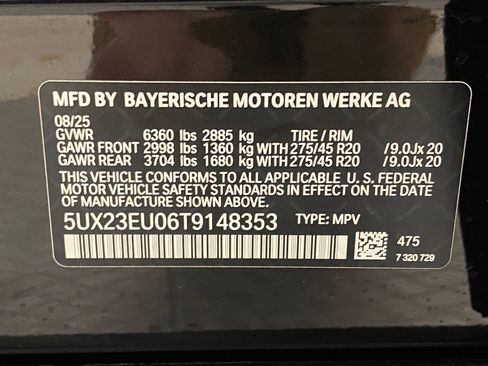 MFD BY BAYERISCHE MOTOREN WERKE AG
08/25
GVWR 6360 lbs 2885 kg TIRE / RIM
GAWR FRONT 2998 lbs 1360 kg WITH 275/45 R20 /9.0Jx 20
GAWR REAR 3704 lbs 1680 kg WITH 275/45 R20 /9.0Jx 20
THIS VEHICLE CONFORMS TO ALL APPLICABLE U. S. FEDERAL
MOTOR VEHICLE SAFETY STANDARDS IN EFFECT ON THE DATE OF
MANUFACTURE SHOWN ABOVE.
5UX23EU06T9148353 TYPE: MPV
475
7 320 729